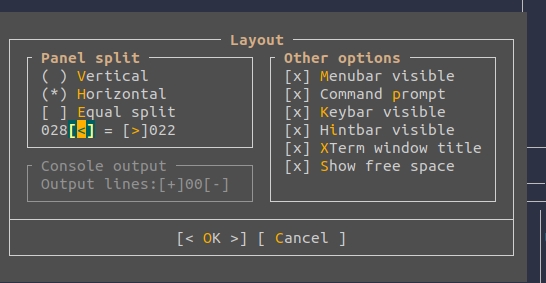 Layout
Panel split
( ) Vertical
(*) Horizontal
[ ] Equal split
028[<] = [>]022
Console output
Output lines:[+]00[-]
Other options
[x] Menubar visible
[x] Command prompt
[x] Keybar visible
[x] Hintbar visible
[x] XTerm window title
[x] Show free space
[< OK >] [ Cancel ]